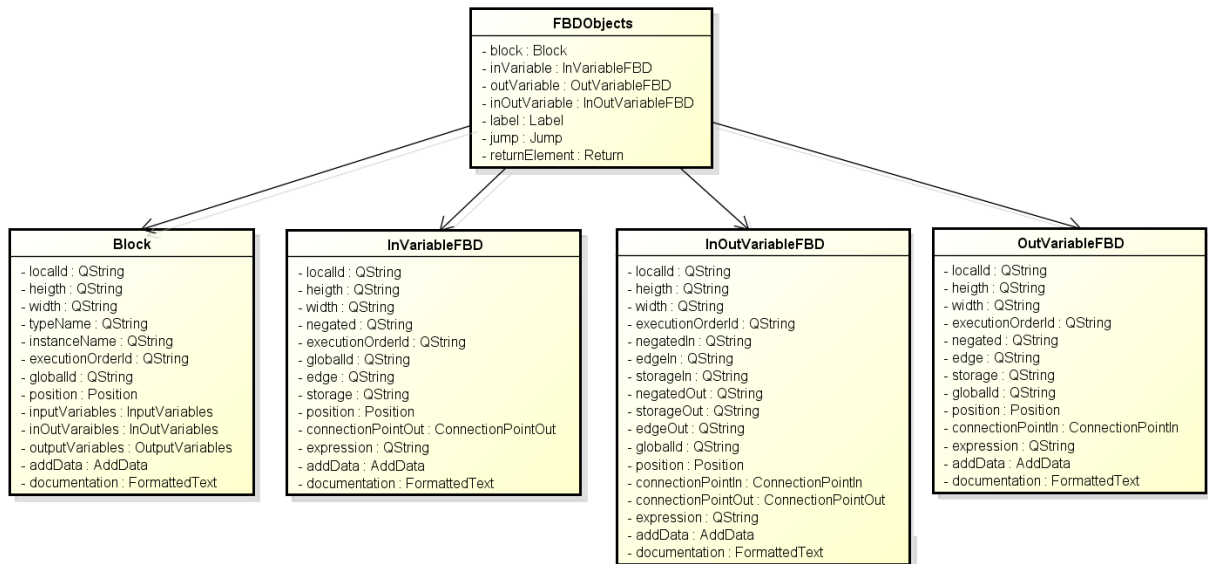 FBDObjects
- block : Block
- inVariable : InVariableFBD
- outVariable : OutVariableFBD
- inOutVariable : InOutVariableFBD
- label : Label
- jump : Jump
- returnElement : Return
Block
- localId : QString
- heigth : QString
- width : QString
- typeName : QString
- instanceName : QString
- executionOrderId : QString
- globalId : QString
- position : Position
- inputVariables : InputVariables
- inOutVaraibles : InOutVariables
- outputVariables : OutputVariables
- addData : AddData
- documentation : FormattedText
InVariableFBD
- localId : QString
- heigth : QString
- width : QString
- negated : QString
- executionOrderId : QString
- globalId : QString
- edge : QString
- storage : QString
- position : Position
- connectionPointOut : ConnectionPointOut
- expression : QString
- addData : AddData
- documentation : FormattedText
InOutVariableFBD
- localId : QString
- heigth : QString
- width : QString
- executionOrderId : QString
- negatedIn : QString
- edgeIn : QString
- storageIn : QString
- negatedOut : QString
- storageOut : QString
- edgeOut : QString
- globalId : QString
- position : Position
- connectionPointIn : ConnectionPointIn
- connectionPointOut : ConnectionPointOut
- expression : QString
- addData : AddData
- documentation : FormattedText
OutVariableFBD
- localId : QString
- heigth : QString
- width : QString
- executionOrderId : QString
- negated : QString
- edge : QString
- storage : QString
- globalId : QString
- position : Position
- connectionPointIn : ConnectionPointIn
- expression : QString
- addData : AddData
- documentation : FormattedText